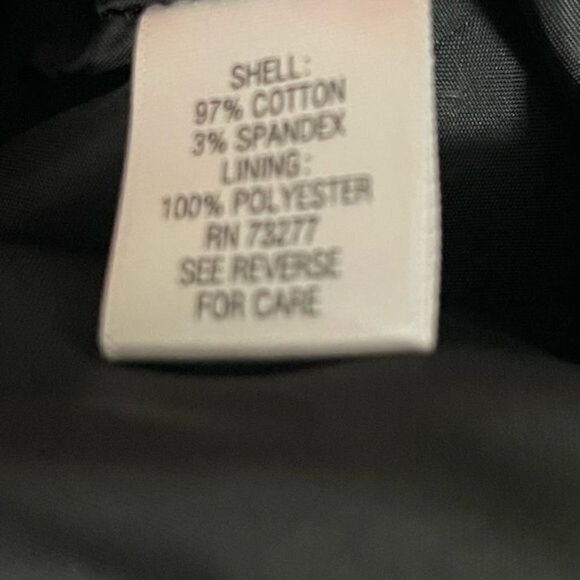 SHELL:
97% COTTON
3% SPANDEX
LINING:
100% POLYESTER
RN 73277
SEE REVERSE
FOR CARE